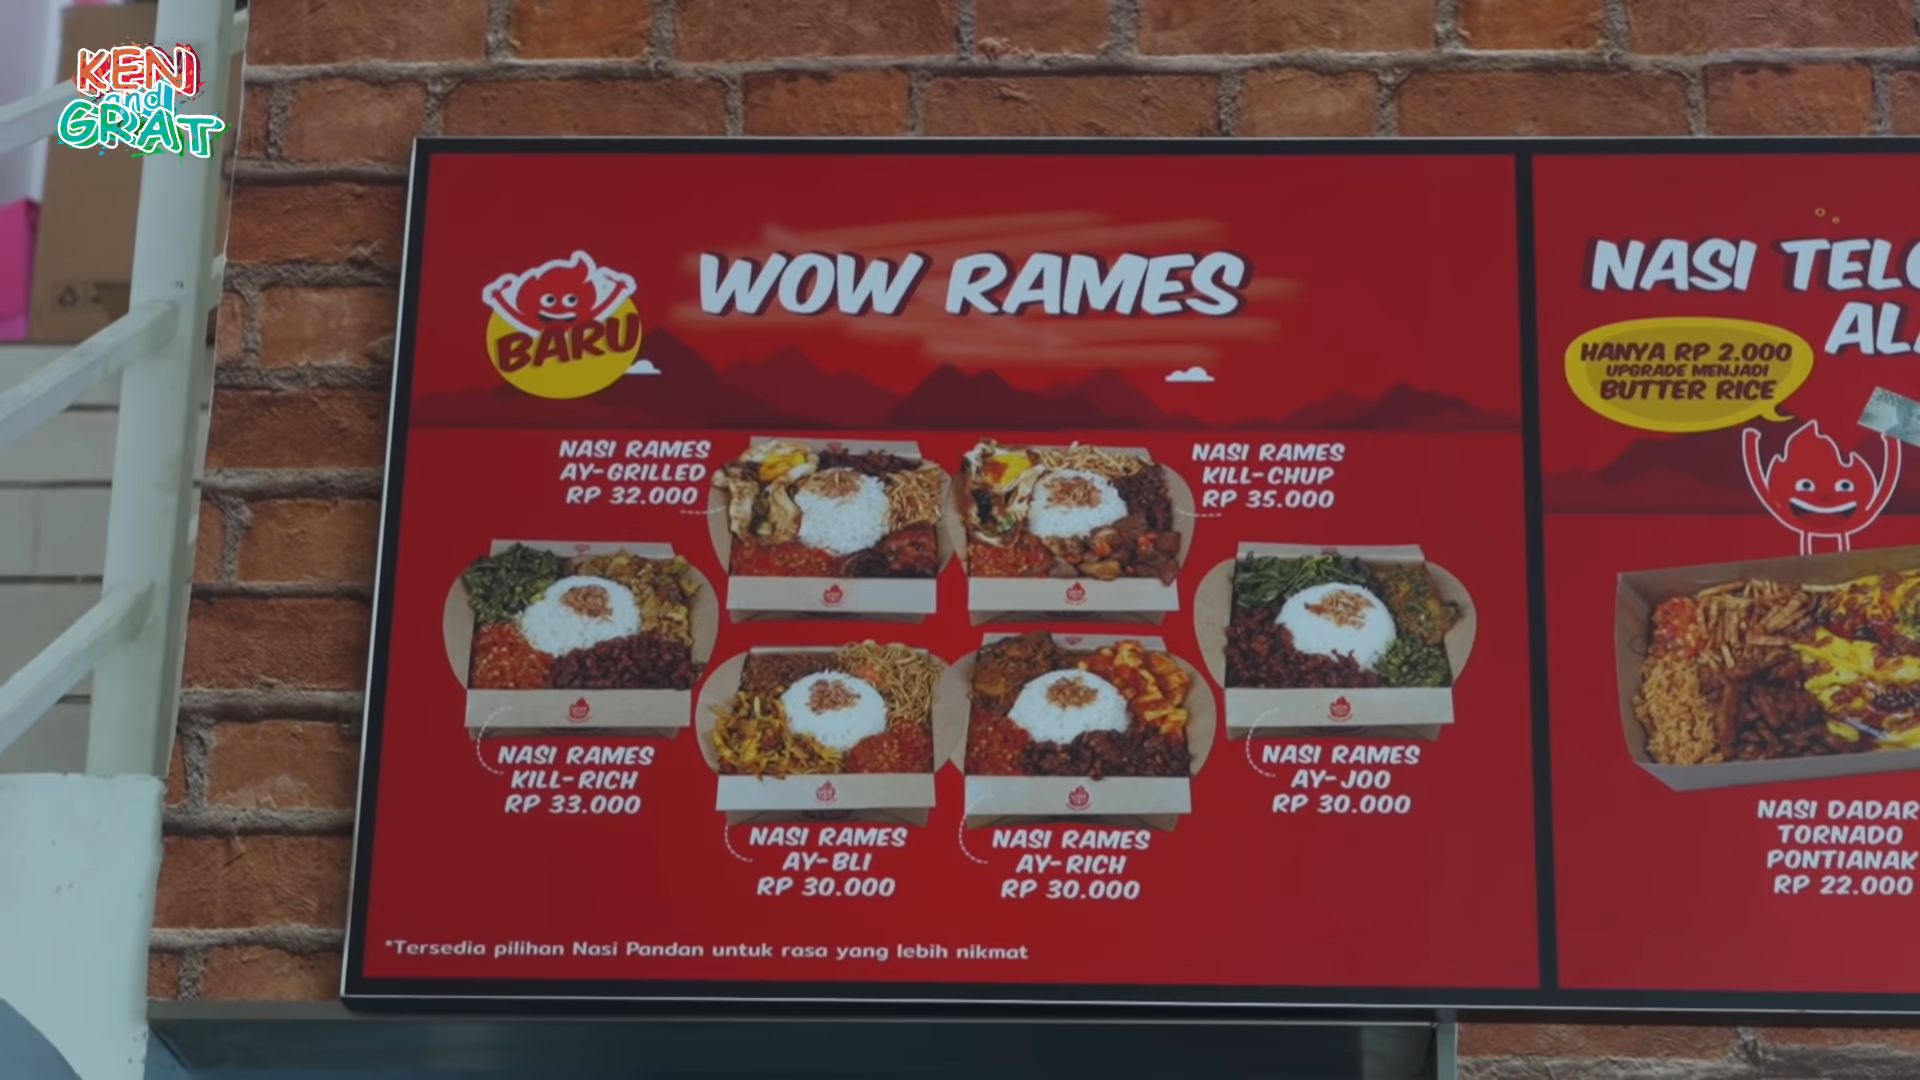 KEN
and
GRAT
WOW RAMES
BARU
NASI RAMES
AY-GRILLED
RP 32.000
NASI RAMES
KILL-CHUP
RP 35.000
NASI RAMES
KILL-RICH
RP 33.000
NASI RAMES
AY-BLI
RP 30.000
NASI RAMES
AY-RICH
RP 30.000
NASI RAMES
AY-JOO
RP 30.000
*Tersedia pilihan Nasi Pandan untuk rasa yang lebih nikmat
NASI
HANYA RP 2.000
UPGRADE MENJADI
BUTTER RICE
NASI DADAR
TORNADO
PONTIANAK
RP 22.000